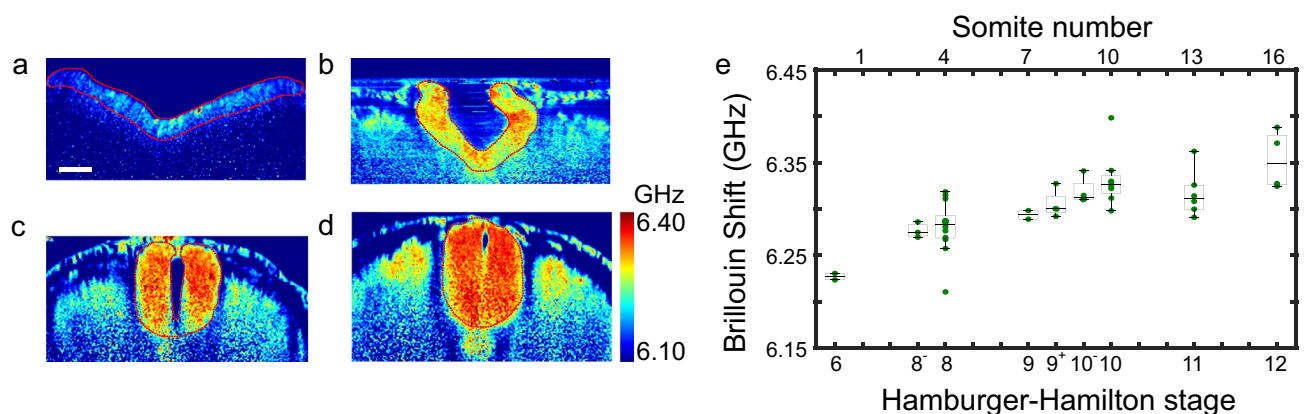 a
b
c
d
GHz
6.40
6.10
e
Somite number
1 4 7 10 13 16
Brillouin Shift (GHz)
6.45
6.35
6.25
6.15
6 8⁻ 8 9 9⁺ 10⁻ 10 11 12
Hamburger-Hamilton stage